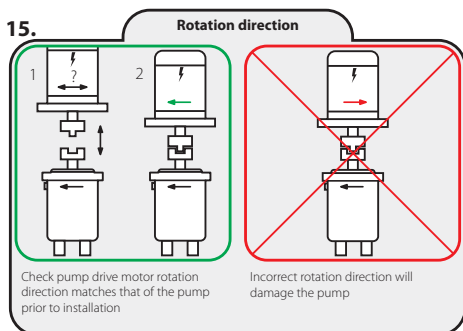 15.
Rotation direction
1
?
2
Check pump drive motor rotation
direction matches that of the pump
prior to installation
Incorrect rotation direction will
damage the pump